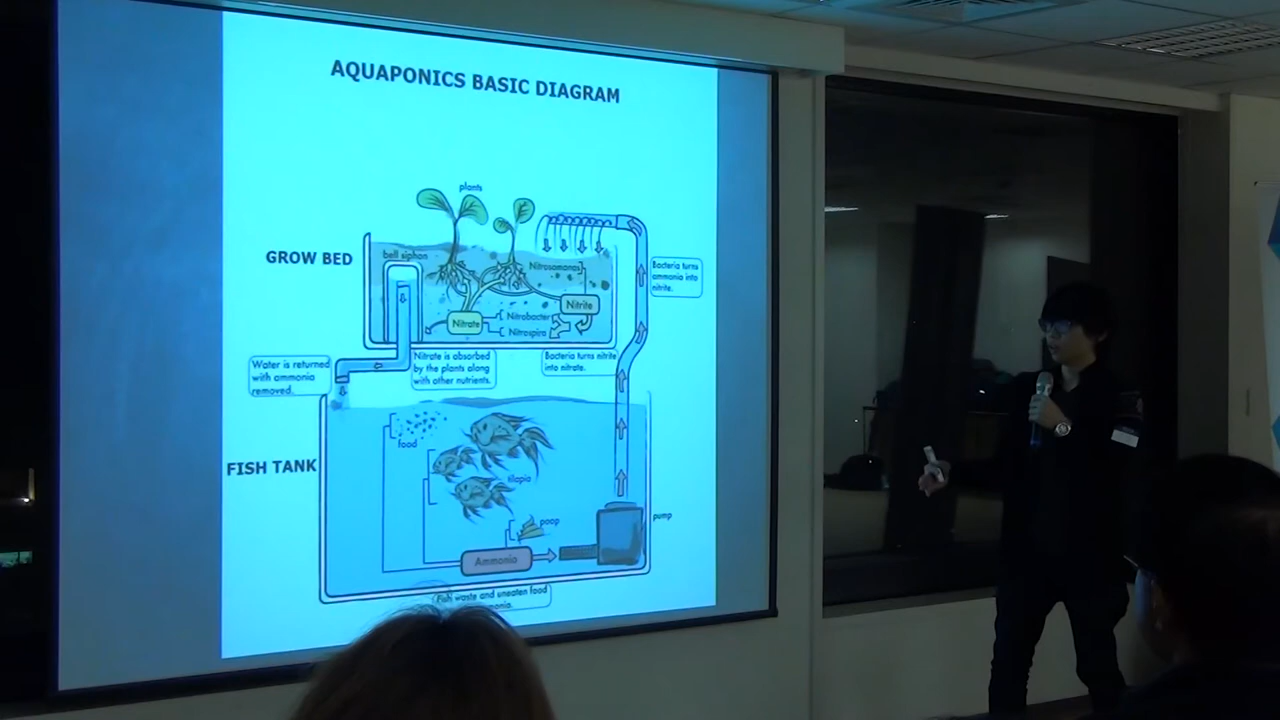 AQUAPONICS BASIC DIAGRAM
plants
GROW BED
bell siphon
Nitrosomonas
Bacteria turns
ammonia into
nitrite.
Nitrite
Nitrate
Nitrobacter
Nitrospira
Water is returned
with ammonia
removed.
Nitrate is absorbed
by the plants along
with other nutrients.
Bacteria turns nitrite
into nitrate.
food
FISH TANK
tilapia
poop
pump
Ammonia
Fish waste and uneaten food